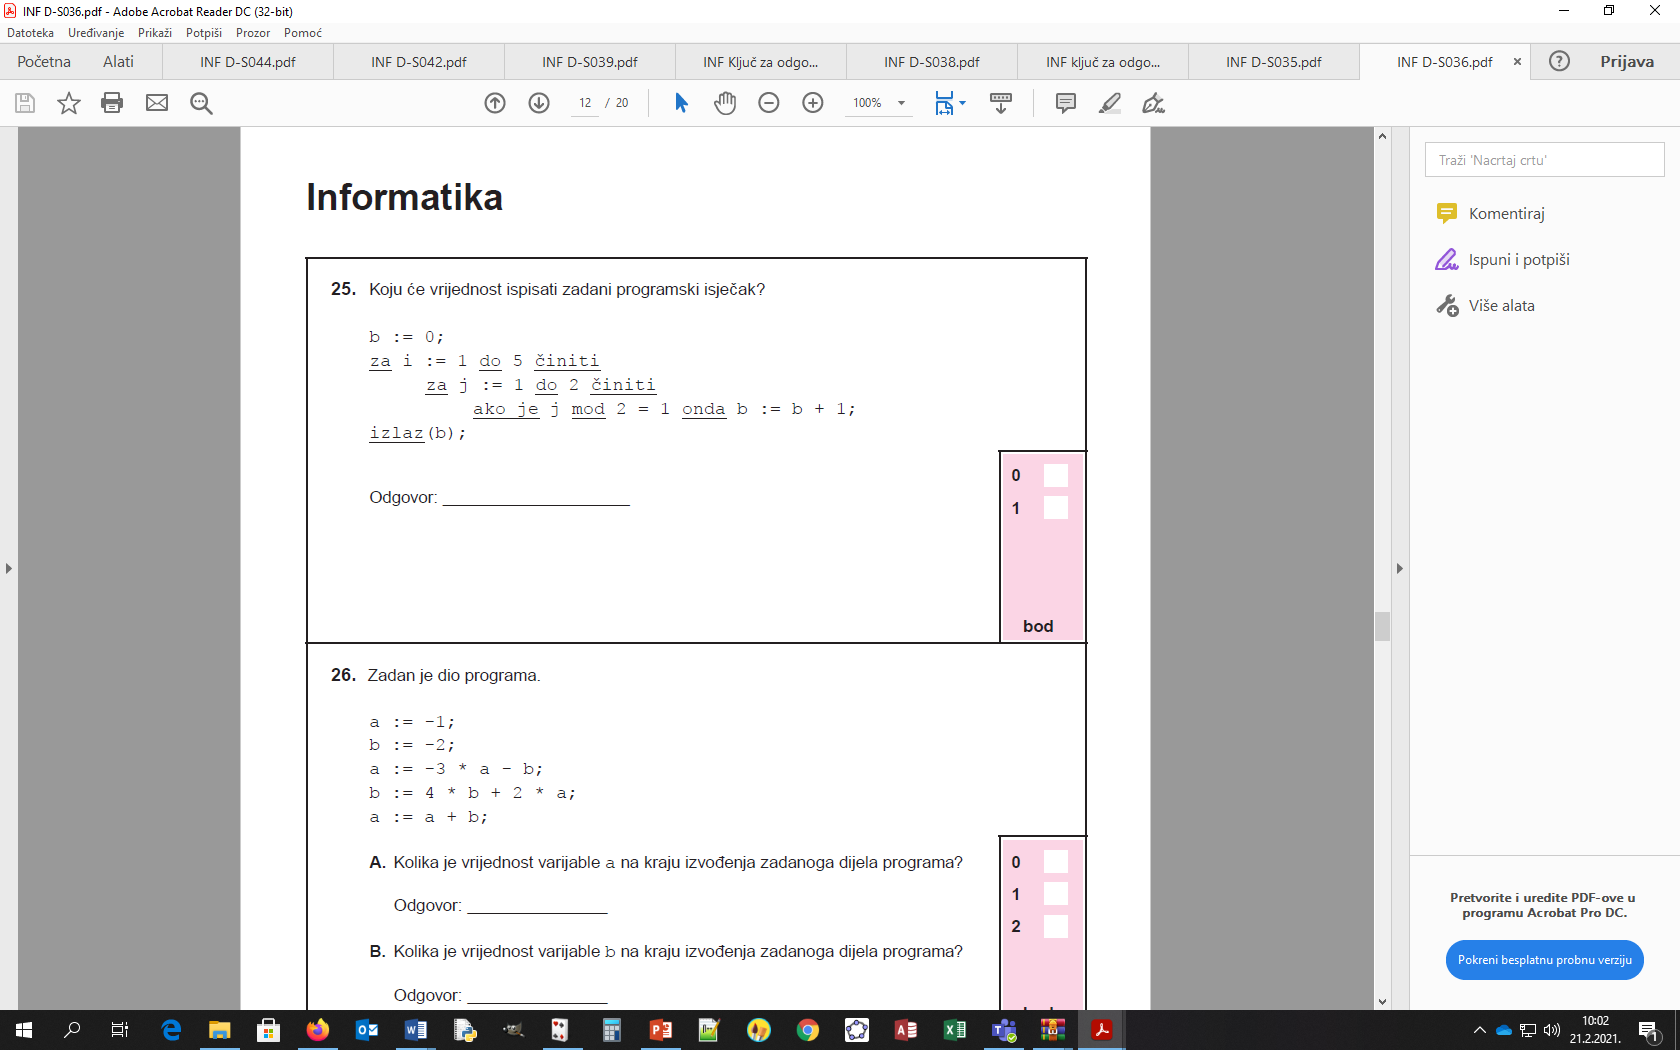 INF D-S036.pdf - Adobe Acrobat Reader DC (32-bit)
Datoteka Uređivanje Prikaži Potpiši Prozor Pomoć
Početna Alati INF D-S044.pdf INF D-S042.pdf INF D-S039.pdf INF Ključ za odgo... INF D-S038.pdf INF ključ za odgo... INF D-S035.pdf INF D-S036.pdf × ? Prijava
12 / 20 100%
Traži 'Nacrtaj crtu'
Komentiraj
Ispuni i potpiši
Više alata
Informatika
25. Koju će vrijednost ispisati zadani programski isječak?
b := 0;
za i := 1 do 5 činiti
za j := 1 do 2 činiti
ako je j mod 2 = 1 onda b := b + 1;
izlaz(b);
Odgovor: ____________________
0
1
bod
26. Zadan je dio programa.
a := -1;
b := -2;
a := -3 * a - b;
b := 4 * b + 2 * a;
a := a + b;
A. Kolika je vrijednost varijable a na kraju izvođenja zadanoga dijela programa?
Odgovor: _______________
B. Kolika je vrijednost varijable b na kraju izvođenja zadanoga dijela programa?
Odgovor: _______________
0
1
2
Pretvorite i uredite PDF-ove u
programu Acrobat Pro DC.
Pokreni besplatnu probnu verziju
10:02
21.2.2021.
1